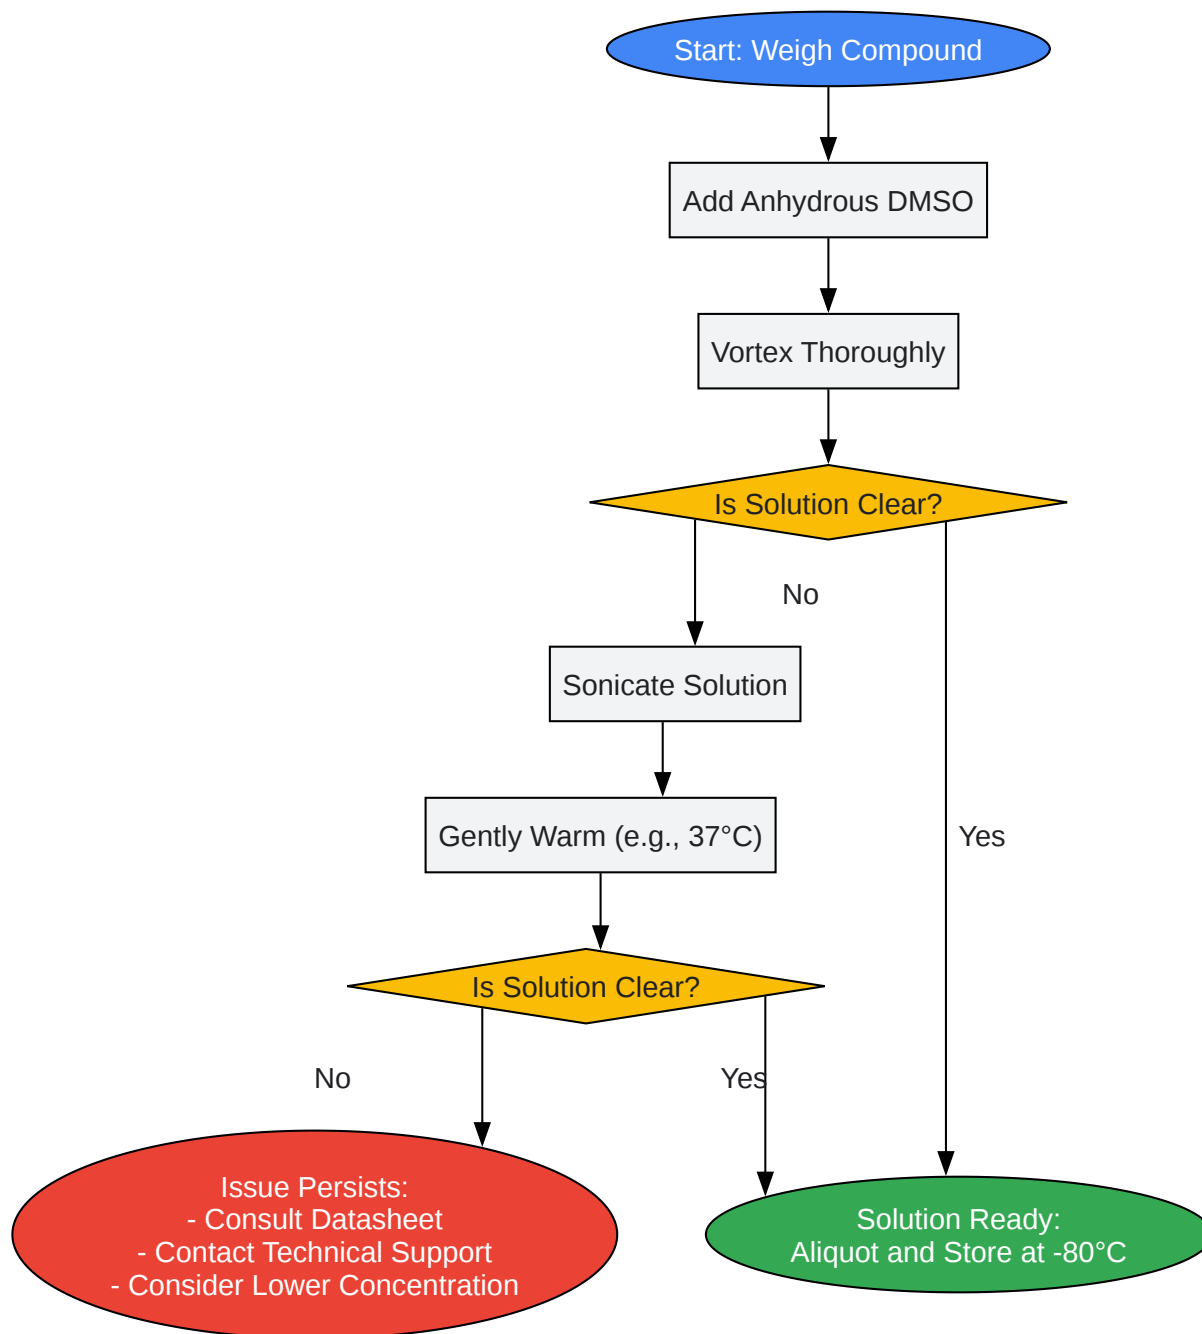 Start: Weigh Compound
Add Anhydrous DMSO
Vortex Thoroughly
Is Solution Clear?
No
Sonicate Solution
Gently Warm (e.g., 37°C)
Yes
Is Solution Clear?
No
Yes
Issue Persists:
- Consult Datasheet
- Contact Technical Support
- Consider Lower Concentration
Solution Ready:
Aliquot and Store at -80°C